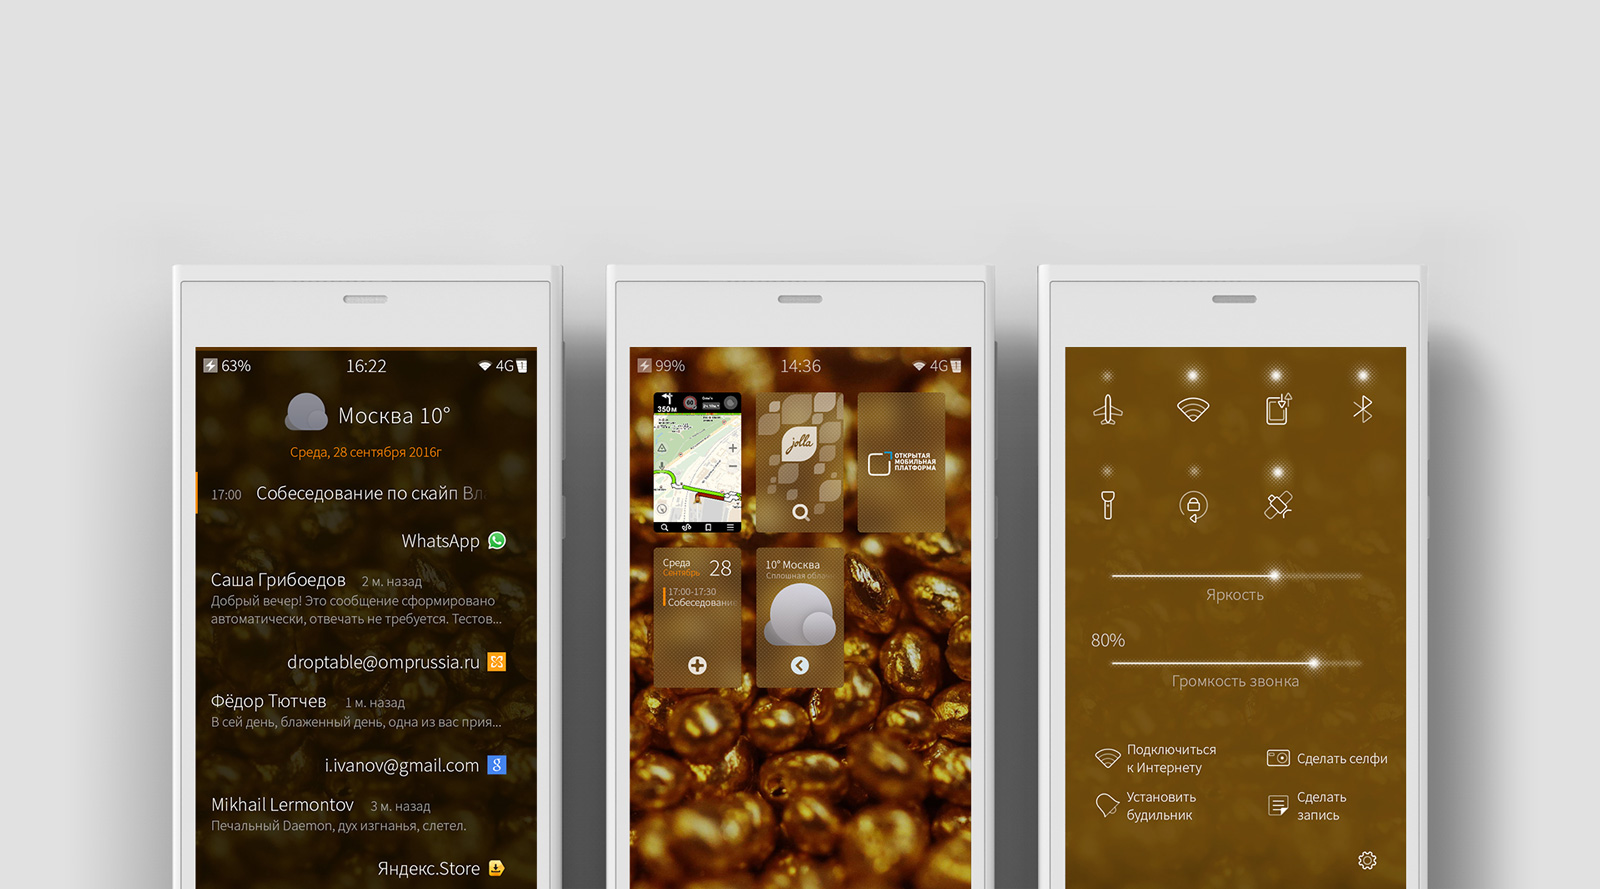 63%
16:22
4G
Москва 10°
Среда, 28 сентября 2016г
17:00 Собеседование по скайп Вл
WhatsApp
Саша Грибоедов 2 м. назад
Добрый вечер! Это сообщение сформировано
автоматически, отвечать не требуется. Тестов...
droptable@omprussia.ru
Фёдор Тютчев 1 м. назад
В сей день, блаженный день, одна из вас прия...
i.ivanov@gmail.com
g
Mikhail Lermontov 3 м. назад
Печальный Daemon, дух изгнанья, слетел.
Яндекс.Store
99%
14:36
4G
350м
60
jolla
ОТКРЫТАЯ
МОБИЛЬНАЯ
ПЛАТФОРМА
Среда
Сентябрь
28
17:00-17:30
Собеседовани
10° Москва
Сплошная обла
Яркость
80%
Громкость звонка
Подключиться
к Интернету
Сделать селфи
Установить
будильник
Сделать
запись